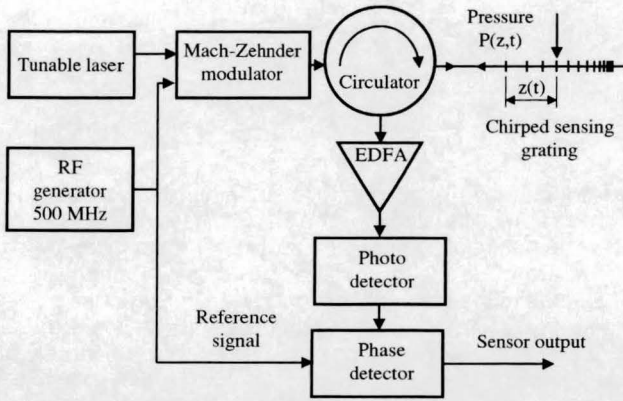 Tunable laser
Mach-Zehnder
modulator
Circulator
Pressure
P(z,t)
z(t)
Chirped sensing
grating
RF
generator
500 MHz
EDFA
Photo
detector
Reference
signal
Phase
detector
Sensor output